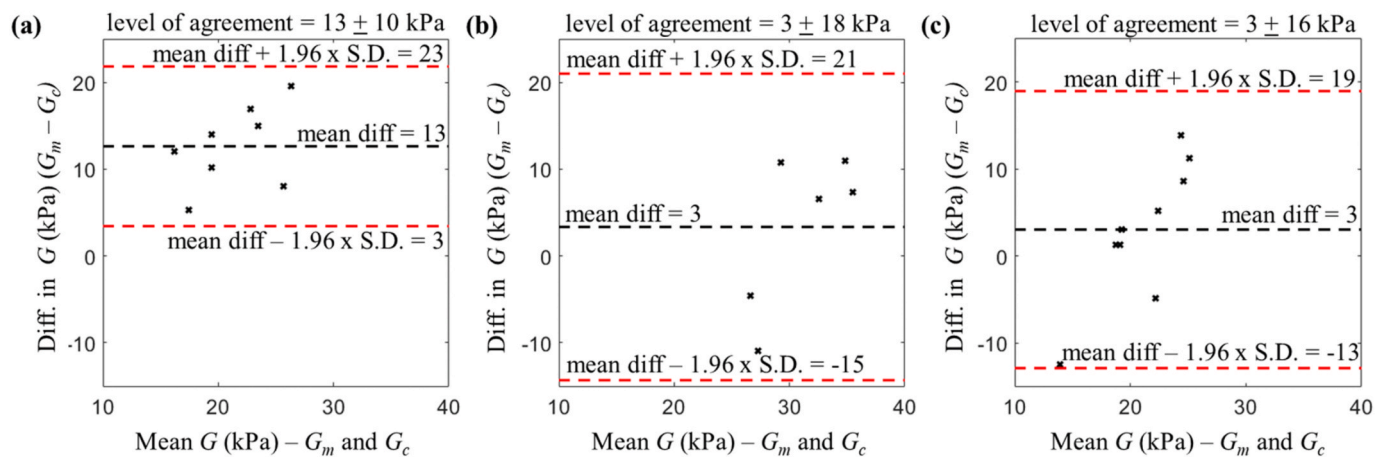 (a)
level of agreement = 13 ± 10 kPa
mean diff + 1.96 x S.D. = 23
mean diff = 13
mean diff – 1.96 x S.D. = 3
20
10
0
-10
10
20
30
40
Diff. in G (kPa) (Gm – Gc)
Mean G (kPa) – Gm and Gc
(b)
level of agreement = 3 ± 18 kPa
mean diff + 1.96 x S.D. = 21
mean diff = 3
mean diff – 1.96 x S.D. = -15
20
10
0
-10
10
20
30
40
Diff. in G (kPa) (Gm – Gc)
Mean G (kPa) – Gm and Gc
(c)
level of agreement = 3 ± 16 kPa
mean diff + 1.96 x S.D. = 19
mean diff = 3
mean diff – 1.96 x S.D. = -13
20
10
0
-10
10
20
30
40
Diff. in G (kPa) (Gm – Gc)
Mean G (kPa) – Gm and Gc